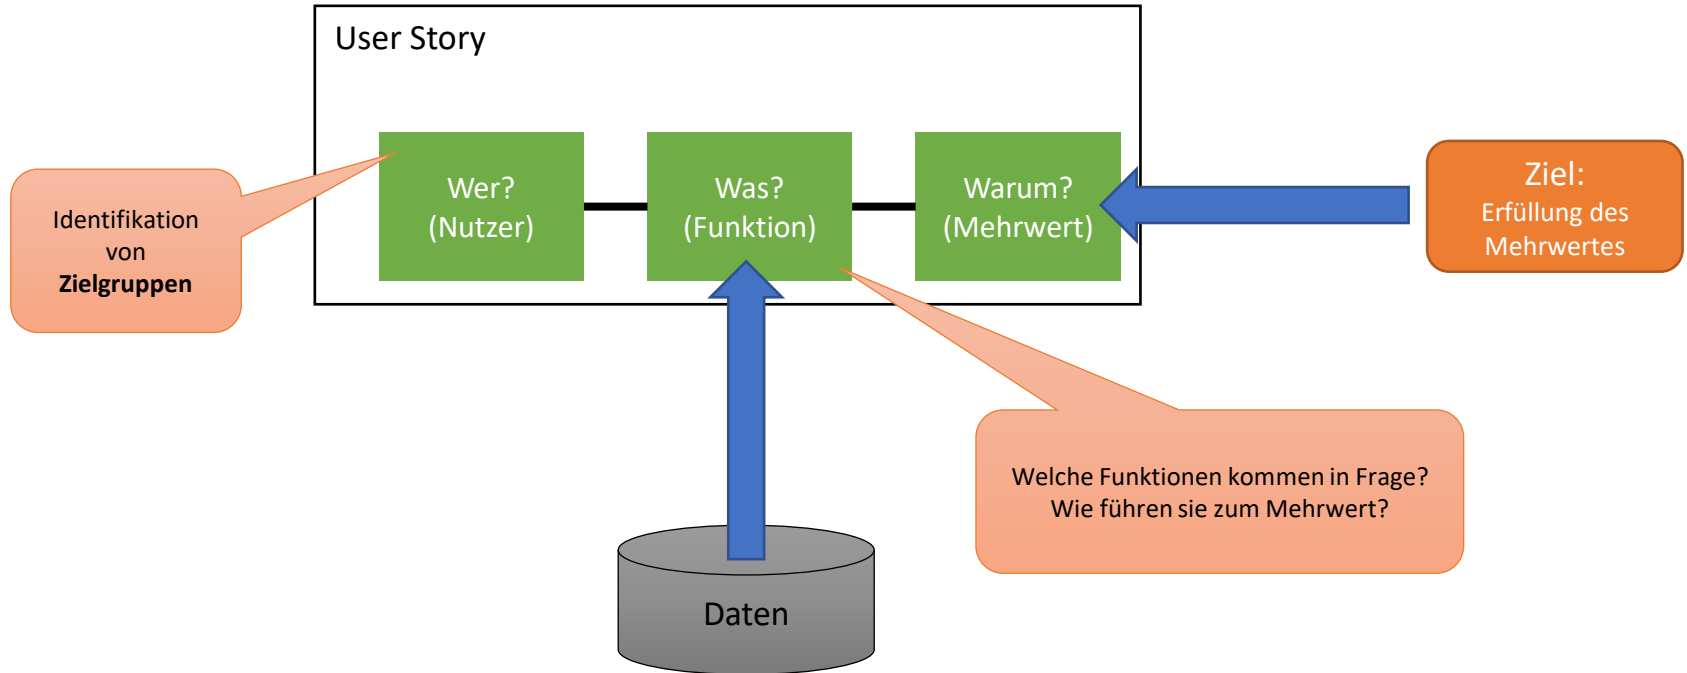 User Story
Identifikation
von
Zielgruppen
Wer?
(Nutzer)
Was?
(Funktion)
Warum?
(Mehrwert)
Ziel:
Erfüllung des
Mehrwertes
Welche Funktionen kommen in Frage?
Wie führen sie zum Mehrwert?
Daten